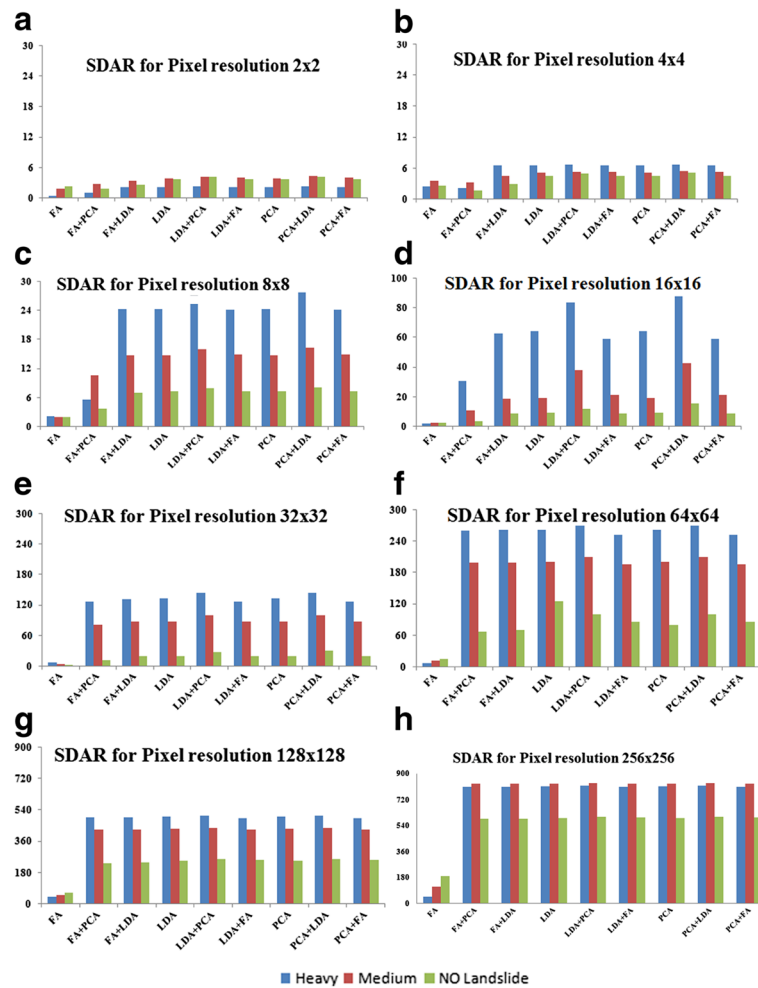 a
SDAR for Pixel resolution 2x2
30
24
18
12
6
0
FA
FA+PCA
FA+LDA
LDA
LDA+PCA
LDA+FA
PCA
PCA+LDA
PCA+FA
b
SDAR for Pixel resolution 4x4
30
24
18
12
6
0
FA
FA+PCA
FA+LDA
LDA
LDA+PCA
LDA+FA
PCA
PCA+LDA
PCA+FA
c
SDAR for Pixel resolution 8x8
30
24
18
12
6
0
FA
FA+PCA
FA+LDA
LDA
LDA+PCA
LDA+FA
PCA
PCA+LDA
PCA+FA
d
SDAR for Pixel resolution 16x16
100
80
60
40
20
0
FA
FA+PCA
FA+LDA
LDA
LDA+PCA
LDA+FA
PCA
PCA+LDA
PCA+FA
e
SDAR for Pixel resolution 32x32
300
240
180
120
60
0
FA
FA+PCA
FA+LDA
LDA
LDA+PCA
LDA+FA
PCA
PCA+LDA
PCA+FA
f
SDAR for Pixel resolution 64x64
300
240
180
120
60
0
FA
FA+PCA
FA+LDA
LDA
LDA+PCA
LDA+FA
PCA
PCA+LDA
PCA+FA
g
SDAR for Pixel resolution 128x128
900
720
540
360
180
0
FA
FA+PCA
FA+LDA
LDA
LDA+PCA
LDA+FA
PCA
PCA+LDA
PCA+FA
h
SDAR for Pixel resolution 256x256
900
720
540
360
180
0
FA
FA+PCA
FA+LDA
LDA
LDA+PCA
LDA+FA
PCA
PCA+LDA
PCA+FA
Heavy Medium NO Landslide